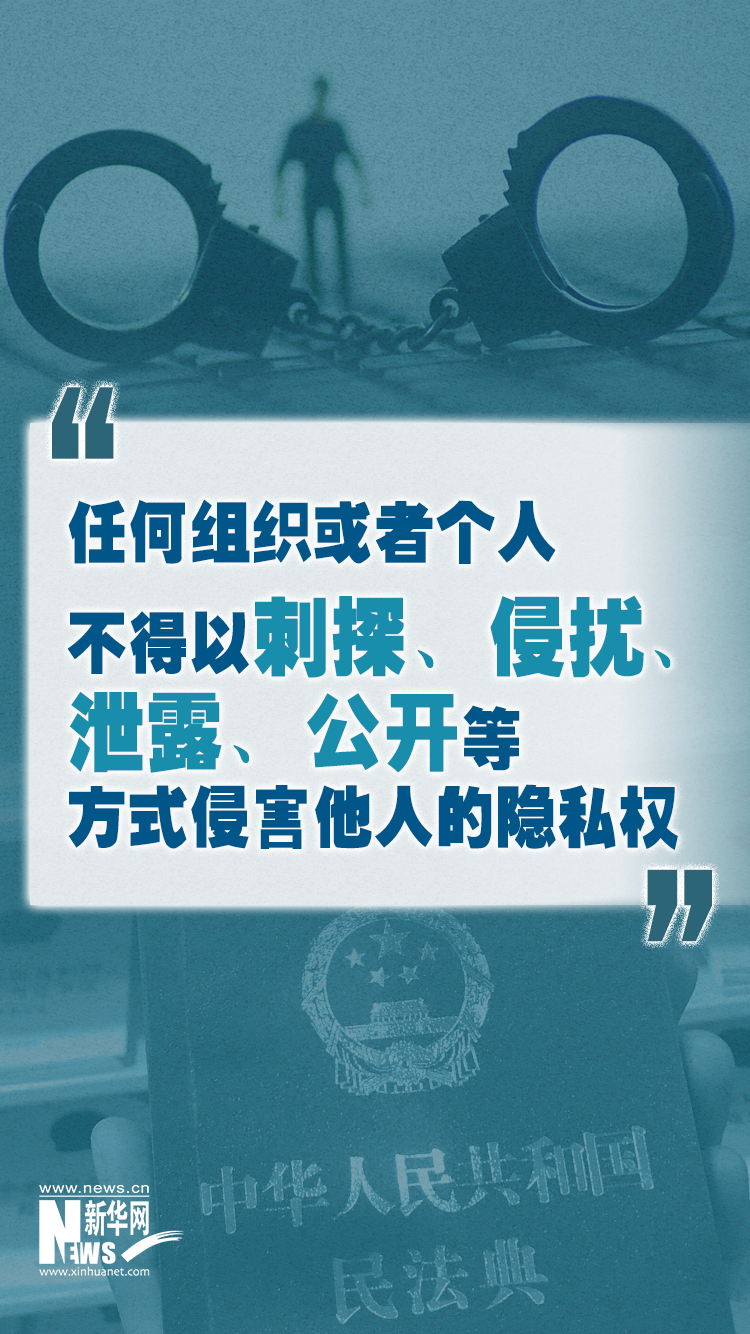 “
任何组织或者个人
不得以刺探、侵扰、
泄露、公开等
方式侵害他人的隐私权
”
中华人民共和国
民法典
www.news.cn
NEWS 新华网
www.xinhuanet.com